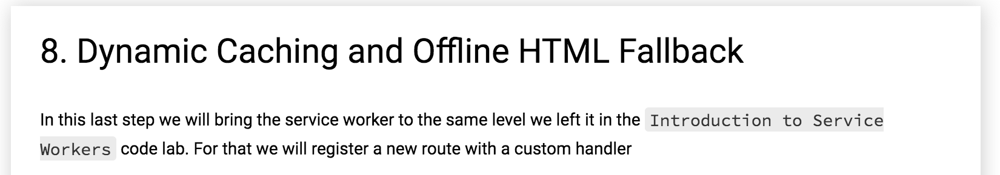 8. Dynamic Caching and Offline HTML Fallback
In this last step we will bring the service worker to the same level we left it in the Introduction to Service
Workers code lab. For that we will register a new route with a custom handler